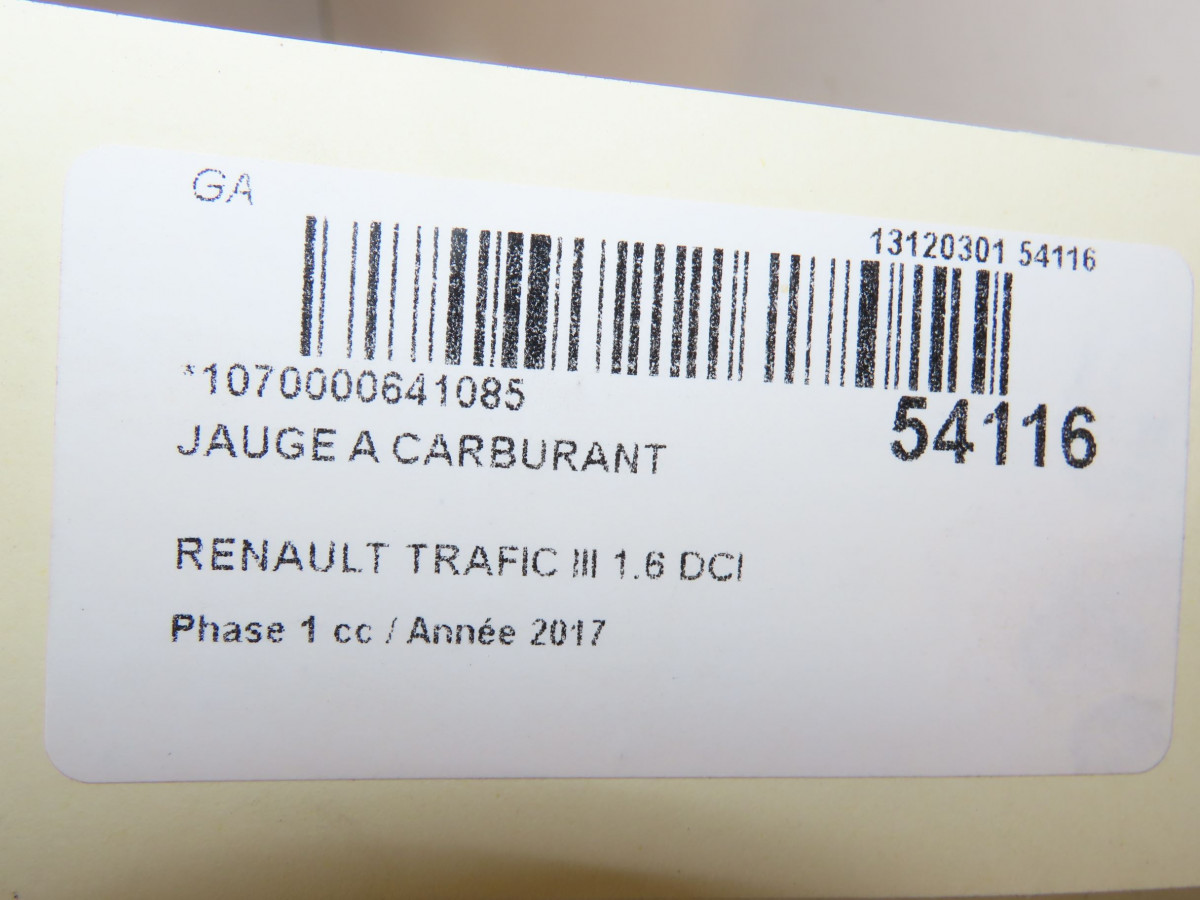 GA
13120301 54116
*1070000641085
54116
JAUGE A CARBURANT
RENAULT TRAFIC III 1.6 DCI
Phase 1 cc / Année 2017